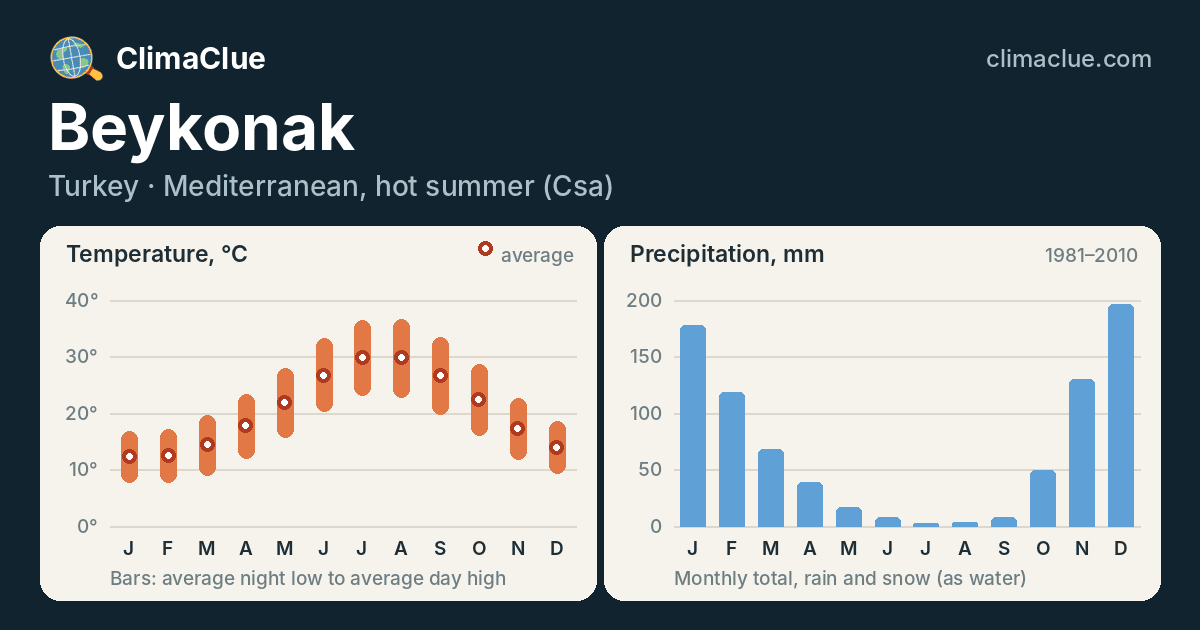 ClimaClue
climaclue.com
Beykonak
Turkey · Mediterranean, hot summer (Csa)
Temperature, °C
average
40°
30°
20°
10°
0°
J F M A M J J A S O N D
Bars: average night low to average day high
Precipitation, mm
1981–2010
200
150
100
50
0
J F M A M J J A S O N D
Monthly total, rain and snow (as water)